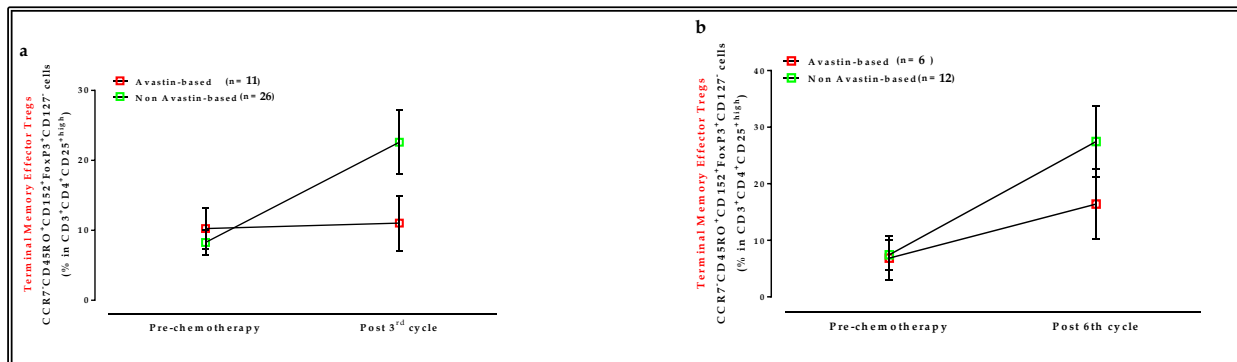 a
Avastin-based (n= 11)
Non Avastin-based (n= 26)
Terminal Memory Effector Tregs
CCR7⁻CD45RO⁺CD152⁺FoxP3⁺CD127⁻ cells
(% in CD3⁺CD4⁺CD25⁺ʰⁱᵍʰ)
30
20
10
0
Pre-chemotherapy Post 3ʳᵈ cycle
b
Avastin-based (n= 6 )
Non Avastin-based(n= 12)
Terminal Memory Effector Tregs
CCR7⁻CD45RO⁺CD152⁺FoxP3⁺CD127⁻ cells
(% in CD3⁺CD4⁺CD25⁺ʰⁱᵍʰ)
40
30
20
10
0
Pre-chemotherapy Post 6th cycle